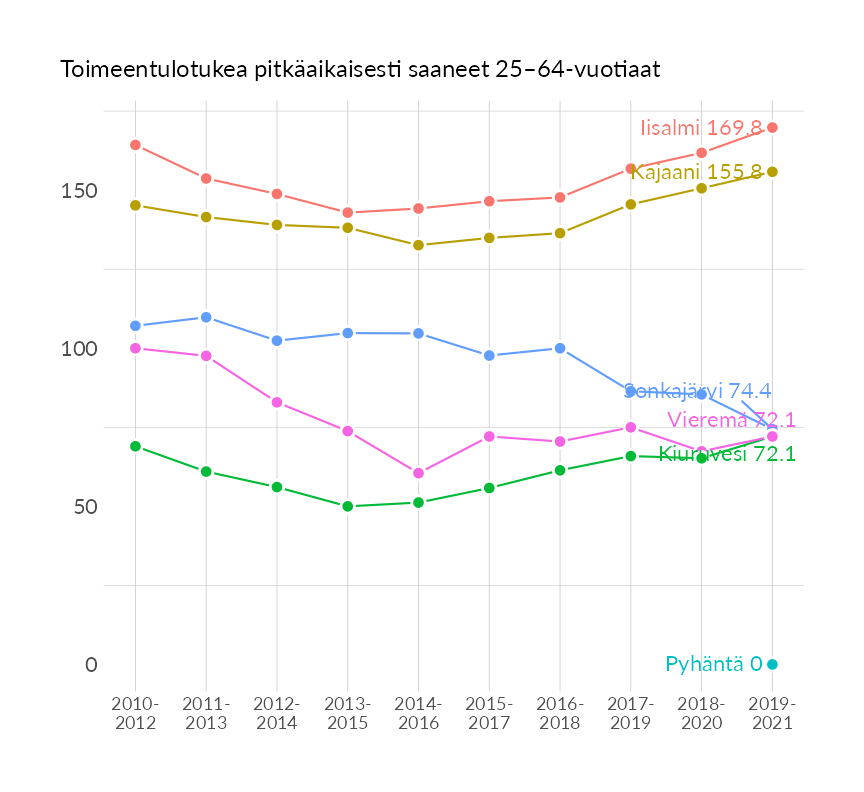 Toimeentulotukea pitkäaikaisesti saaneet 25–64-vuotiaat
Iisalmi 169.8
Kajaani 155.8
150
100
Sonkajärvi 74.4
Vieremä 72.1
Kiuruvesi 72.1
50
Pyhäntä 0
0
2010- 2011- 2012- 2013- 2014- 2015- 2016- 2017- 2018- 2019-
2012 2013 2014 2015 2016 2017 2018 2019 2020 2021